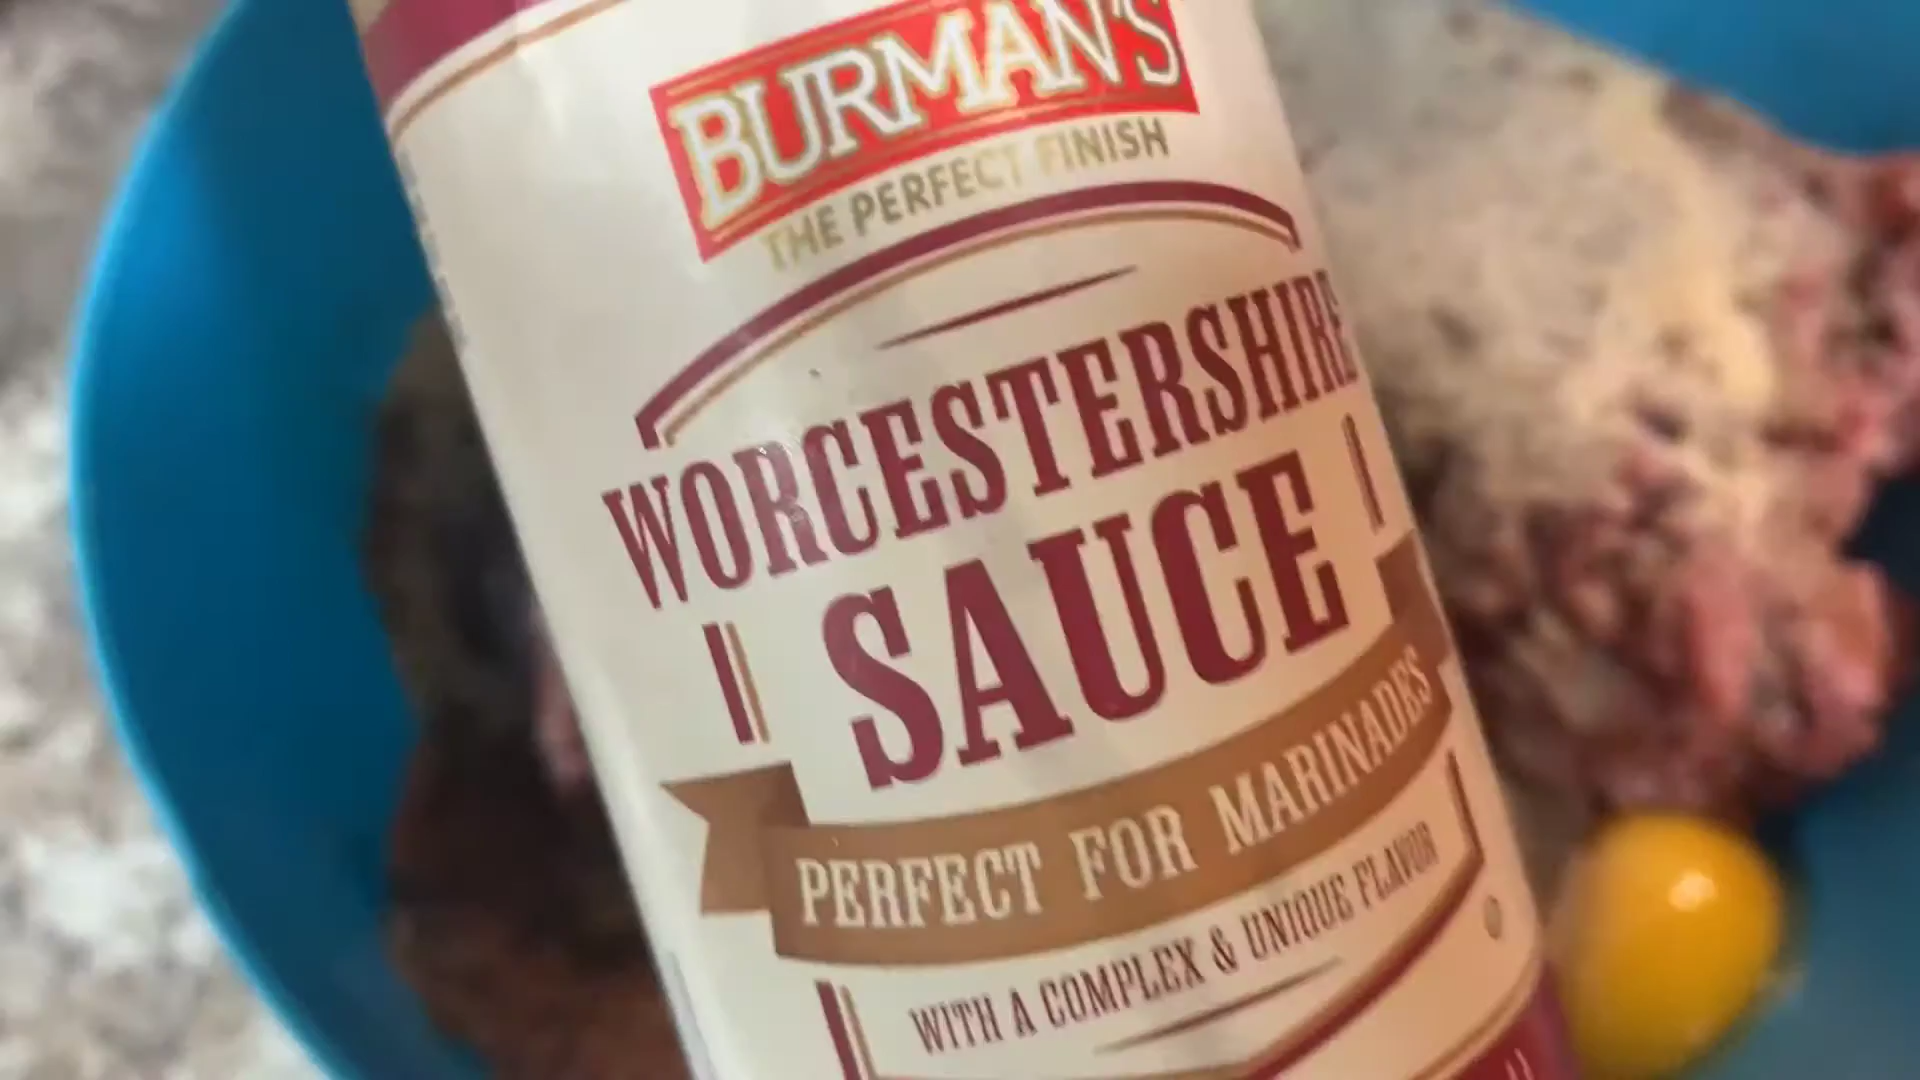 BURMAN'S
THE PERFECT FINISH
WORCESTERSHIRE
SAUCE
PERFECT FOR MARINADES
WITH A COMPLEX & UNIQUE FLAVOR